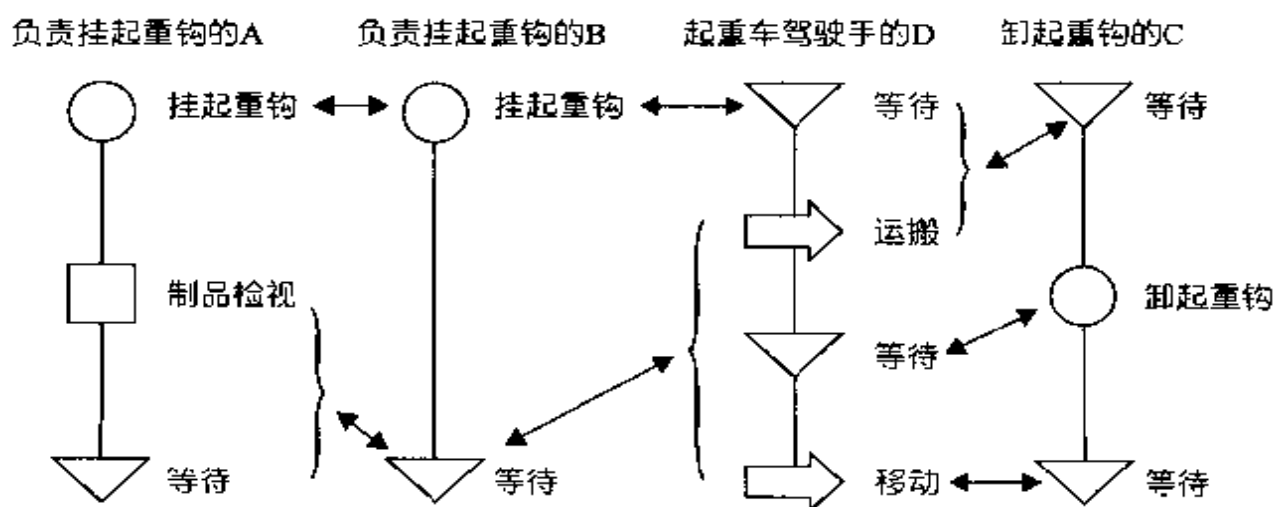 负责挂起重钩的A 负责挂起重钩的B 起重车驾驶手的D 卸起重钩的C
挂起重钩 挂起重钩 等待 等待
运搬
制品检视 卸起重钩
等待
等待 等待 移动 等待